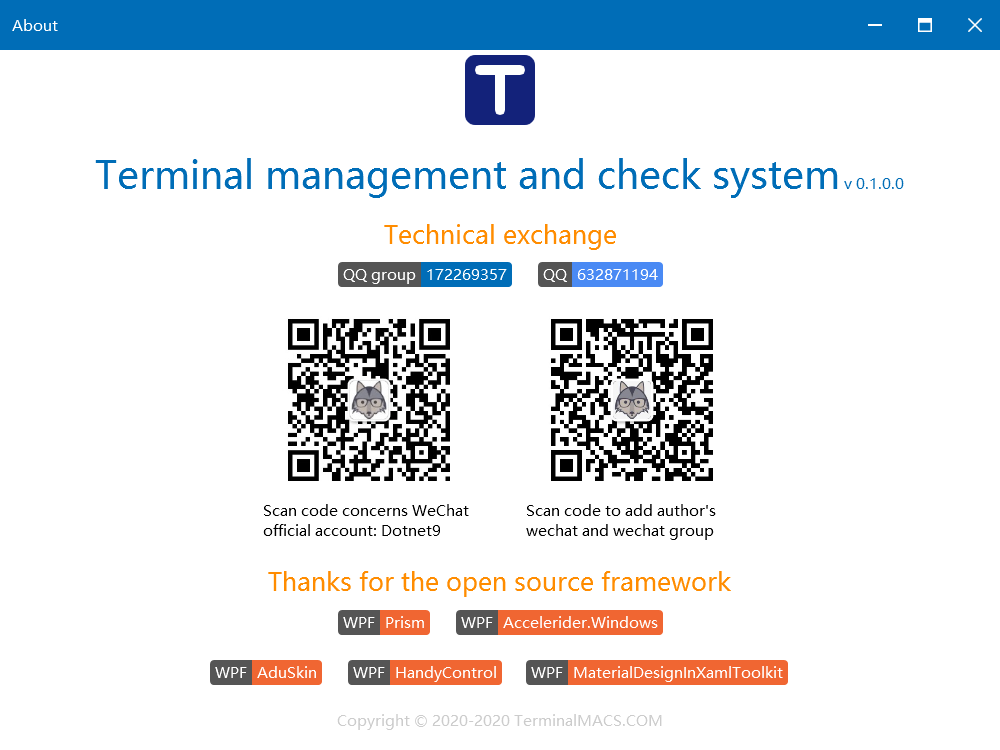 About
T
Terminal management and check system v 0.1.0.0
Technical exchange
QQ group 172269357 QQ 632871194
Scan code concerns WeChat
official account: Dotnet9
Scan code to add author's
wechat and wechat group
Thanks for the open source framework
WPF Prism WPF Accelerider.Windows
WPF AduSkin WPF HandyControl WPF MaterialDesignInXamlToolkit
Copyright © 2020-2020 TerminalMACS.COM